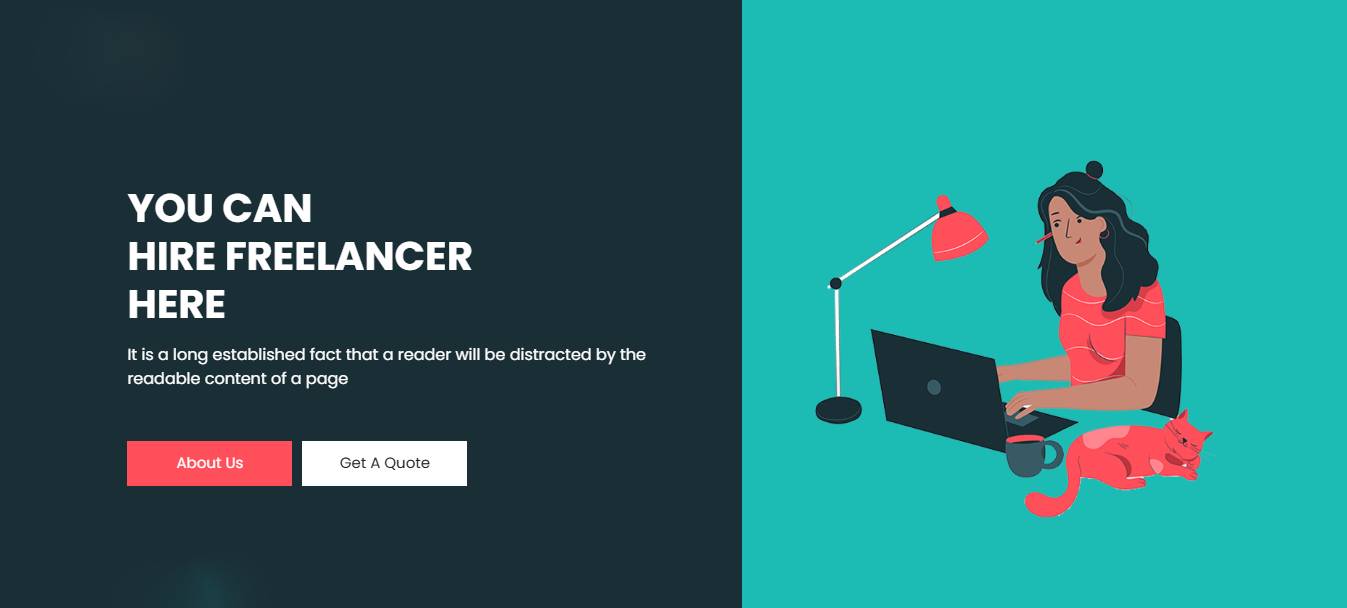 YOU CAN
HIRE FREELANCER
HERE
It is a long established fact that a reader will be distracted by the
readable content of a page
About Us
Get A Quote